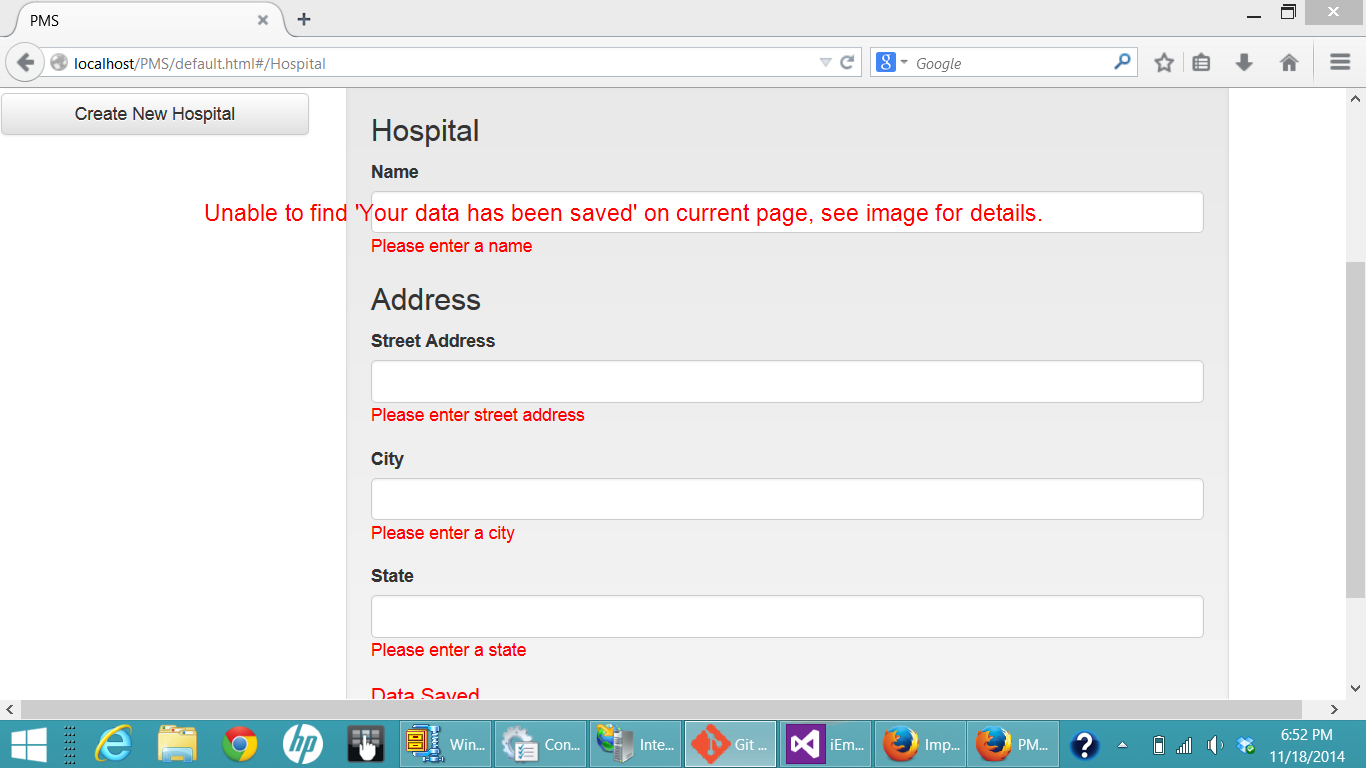 PMS
localhost/PMS/default.html#/Hospital
Google
Create New Hospital
Hospital
Name
Unable to find 'Your data has been saved' on current page, see image for details.
Please enter a name
Address
Street Address
Please enter street address
City
Please enter a city
State
Please enter a state
Data Saved
Win...
Con...
Inte...
Git ...
iEm...
Imp...
PM...
6:52 PM
11/18/2014